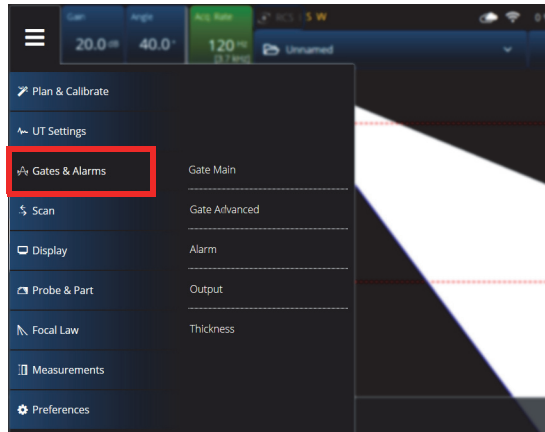 Gain
Angle
Acq. Rate
RCS I S W
20.0 dB
40.0°
120 Hz
[3.7 kHz]
Unnamed
Plan & Calibrate
UT Settings
Gates & Alarms
Gate Main
Scan
Gate Advanced
Display
Alarm
Probe & Part
Output
Focal Law
Thickness
Measurements
Preferences